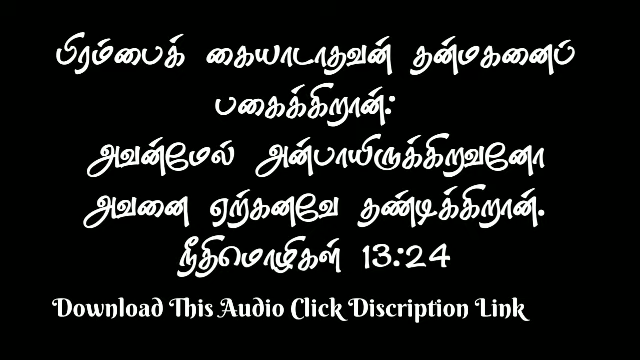 பிரம்பைக் கையாடாதவன் தன்மகனைப்
பகைக்கிறான்:
அவன்மேல் அன்பாயிருக்கிறவனோ
அவனை ஏற்கனவே தண்டிக்கிறான்.
நீதிமொழிகள் 13:24
Download This Audio Click Discription Link